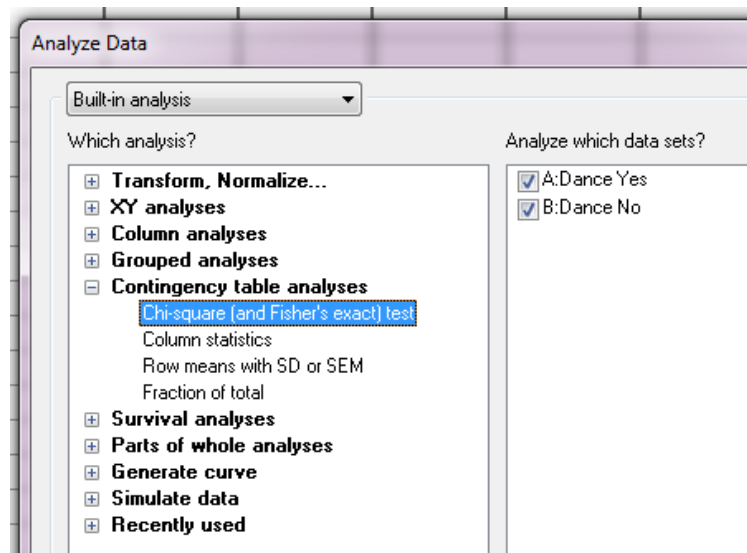 Analyze Data
Built-in analysis
Which analysis?
Transform, Normalize...
XY analyses
Column analyses
Grouped analyses
Contingency table analyses
Chi-square (and Fisher's exact) test
Column statistics
Row means with SD or SEM
Fraction of total
Survival analyses
Parts of whole analyses
Generate curve
Simulate data
Recently used
Analyze which data sets?
A:Dance Yes
B:Dance No